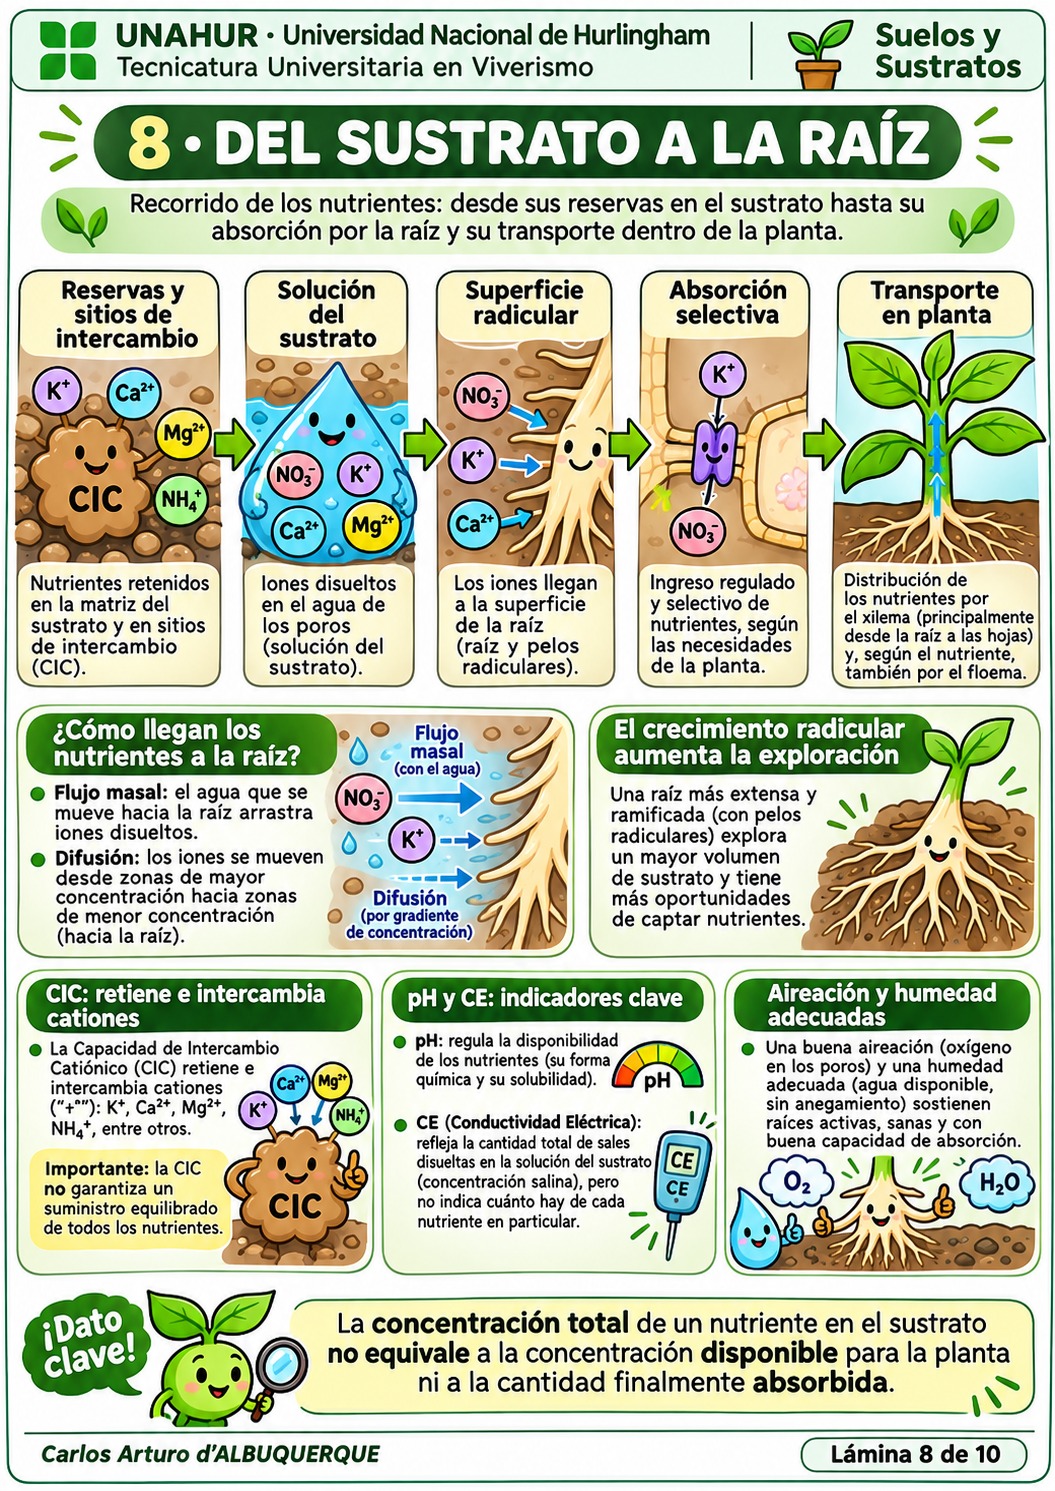 UNAHUR · Universidad Nacional de Hurlingham
Tecnicatura Universitaria en Viverismo
Suelos y
Sustratos
8 · DEL SUSTRATO A LA RAÍZ
Recorrido de los nutrientes: desde sus reservas en el sustrato hasta su
absorción por la raíz y su transporte dentro de la planta.
Reservas y
sitios de
intercambio
K⁺
Ca²⁺
Mg²⁺
NH₄⁺
CIC
Nutrientes retenidos
en la matriz del
sustrato y en sitios
de intercambio
(CIC).
Solución
del
sustrato
NO₃⁻
K⁺
Ca²⁺
Mg²⁺
Iones disueltos
en el agua de
los poros
(solución del
sustrato).
Superficie
radicular
NO₃⁻
K⁺
Ca²⁺
Los iones llegan
a la superficie
de la raíz
(raíz y pelos
radiculares).
Absorción
selectiva
K⁺
NO₃⁻
Ingreso regulado
y selectivo de
nutrientes, según
las necesidades
de la planta.
Transporte
en planta
Distribución de
los nutrientes por
el xilema (principalmente
desde la raíz a las hojas)
y, según el nutriente,
también por el floema.
¿Cómo llegan los
nutrientes a la raíz?
● Flujo masal: el agua que se
mueve hacia la raíz arrastra
iones disueltos.
● Difusión: los iones se mueven
desde zonas de mayor
concentración hacia zonas
de menor concentración
(hacia la raíz).
Flujo
masal
(con el agua)
NO₃⁻
K⁺
Difusión
(por gradiente
de concentración)
El crecimiento radicular
aumenta la exploración
Una raíz más extensa y
ramificada (con pelos
radiculares) explora
un mayor volumen
de sustrato y tiene
más oportunidades
de captar nutrientes.
CIC: retiene e intercambia
cationes
● La Capacidad de Intercambio
Catiónico (CIC) retiene e
intercambia cationes
K⁺, Ca²⁺, Mg²⁺,
NH₄⁺, entre otros.
Importante: la CIC
no garantiza un
suministro equilibrado
de todos los nutrientes.
K⁺
Ca²⁺
Mg²⁺
NH₄⁺
CIC
pH y CE: indicadores clave
● pH: regula la disponibilidad
de los nutrientes (su forma
química y su solubilidad).
pH
● CE (Conductividad Eléctrica):
refleja la cantidad total de sales
disueltas en la solución del sustrato
(concentración salina), pero
no indica cuánto hay de cada
nutriente en particular.
CE
CE
Aireación y humedad
adecuadas
● Una buena aireación (oxígeno
en los poros) y una humedad
adecuada (agua disponible,
sin anegamiento) sostienen
raíces activas, sanas y con
buena capacidad de absorción.
O₂
H₂O
¡Dato
clave!
La concentración total de un nutriente en el sustrato
no equivale a la concentración disponible para la planta
ni a la cantidad finalmente absorbida.
Carlos Arturo d'ALBUQUERQUE
Lámina 8 de 10